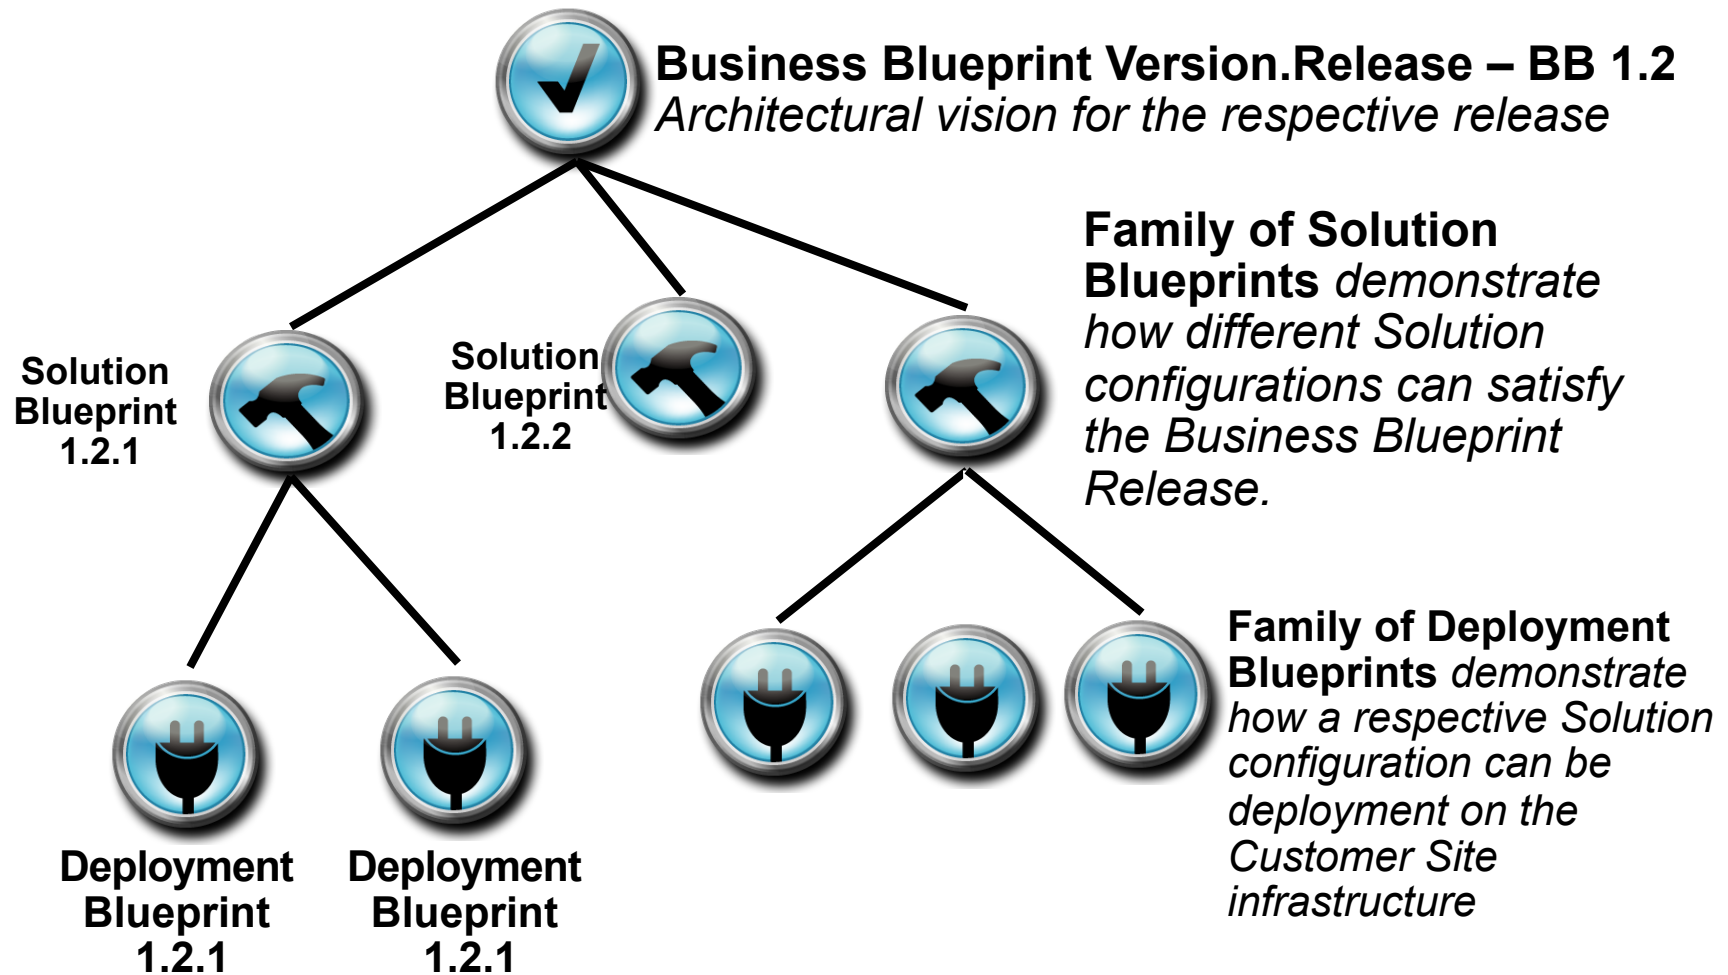 Business Blueprint Version.Release – BB 1.2
Architectural vision for the respective release
Family of Solution
Blueprints demonstrate
how different Solution
configurations can satisfy
the Business Blueprint
Release.
Solution
Blueprint
1.2.1
Solution
Blueprint
1.2.2
Family of Deployment
Blueprints demonstrate
how a respective Solution
configuration can be
deployment on the
Customer Site
infrastructure
Deployment
Blueprint
1.2.1
Deployment
Blueprint
1.2.1